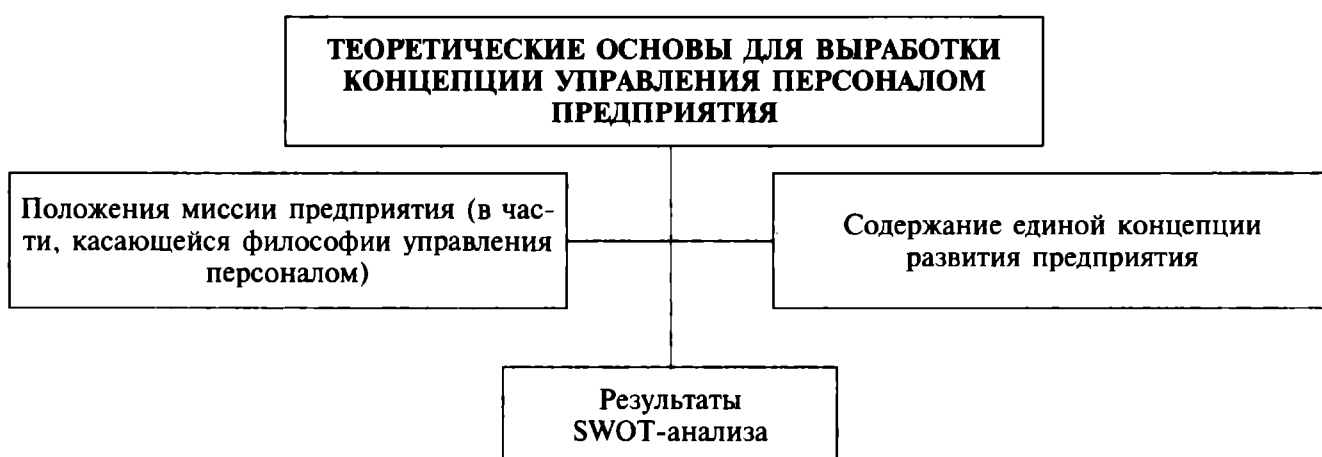 ТЕОРЕТИЧЕСКИЕ ОСНОВЫ ДЛЯ ВЫРАБОТКИ
КОНЦЕПЦИИ УПРАВЛЕНИЯ ПЕРСОНАЛОМ
ПРЕДПРИЯТИЯ
Положения миссии предприятия (в час-
ти, касающейся философии управления
персоналом)
Содержание единой концепции
развития предприятия
Результаты
SWOT-анализа